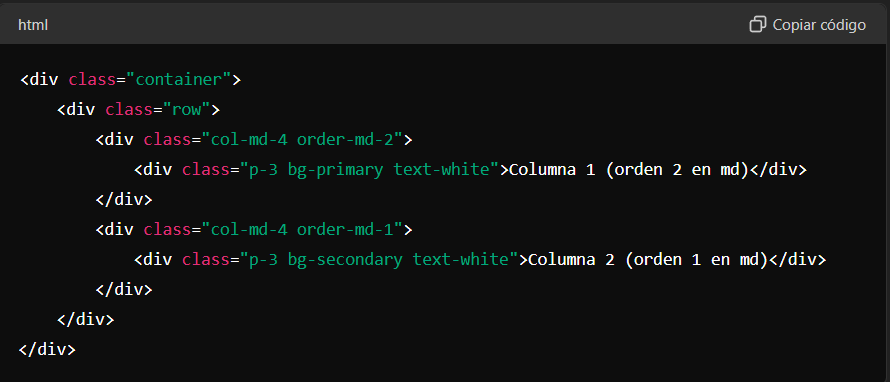 html
Copiar código
<div class="container">
    <div class="row">
        <div class="col-md-4 order-md-2">
            <div class="p-3 bg-primary text-white">Columna 1 (orden 2 en md)</div>
        </div>
        <div class="col-md-4 order-md-1">
            <div class="p-3 bg-secondary text-white">Columna 2 (orden 1 en md)</div>
        </div>
    </div>
</div>